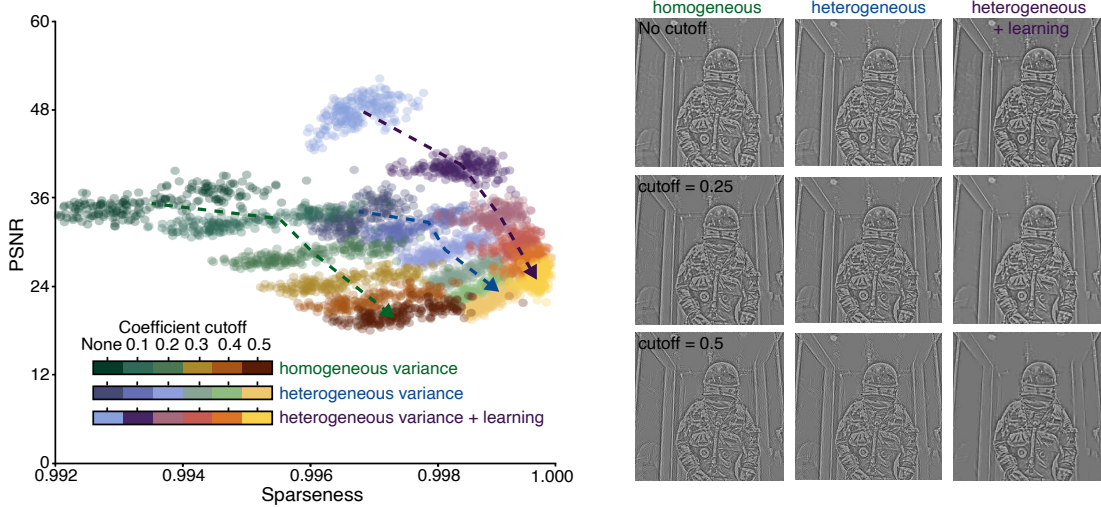 60
48
36
24
12
0
PSNR
0.992
0.994
0.996
0.998
1.000
Sparseness
Coefficient cutoff
None 0.1 0.2 0.3 0.4 0.5
homogeneous variance
heterogeneous variance
heterogeneous variance + learning
homogeneous
heterogeneous
heterogeneous
+ learning
No cutoff
cutoff = 0.25
cutoff = 0.5